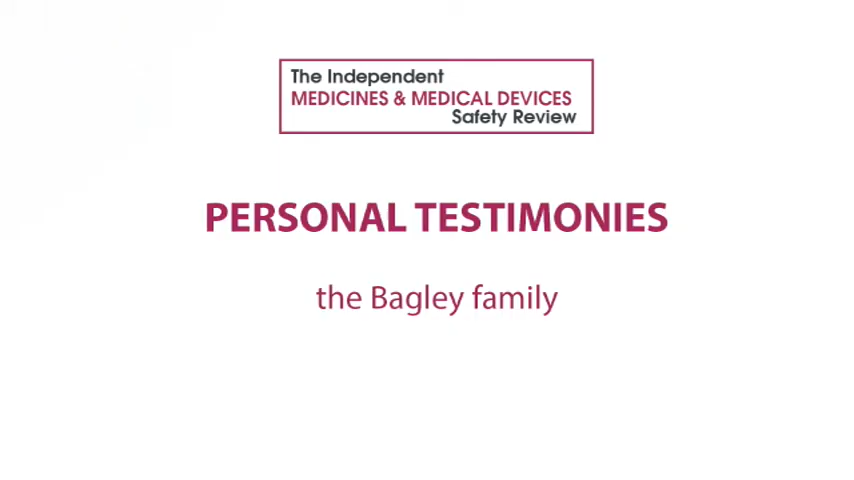 The Independent
MEDICINES & MEDICAL DEVICES
Safety Review
PERSONAL TESTIMONIES
the Bagley family